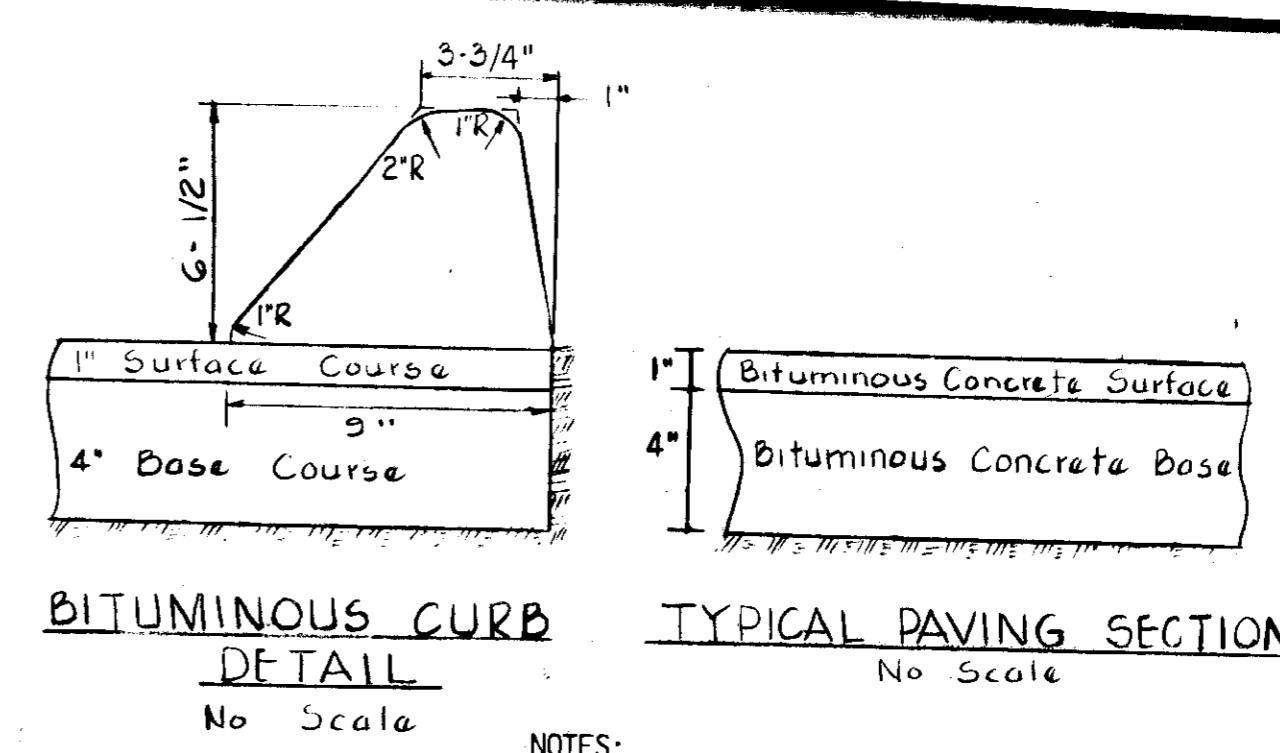 3-3/4"
1"
1"R
2"R
6-1/2"
1"R
1" Surface Course
9"
4" Base Course
BITUMINOUS CURB
DETAIL
No Scale
1"
Bituminous Concrete Surface
4"
Bituminous Concrete Base
TYPICAL PAVING SECTION
No Scale
NOTES: